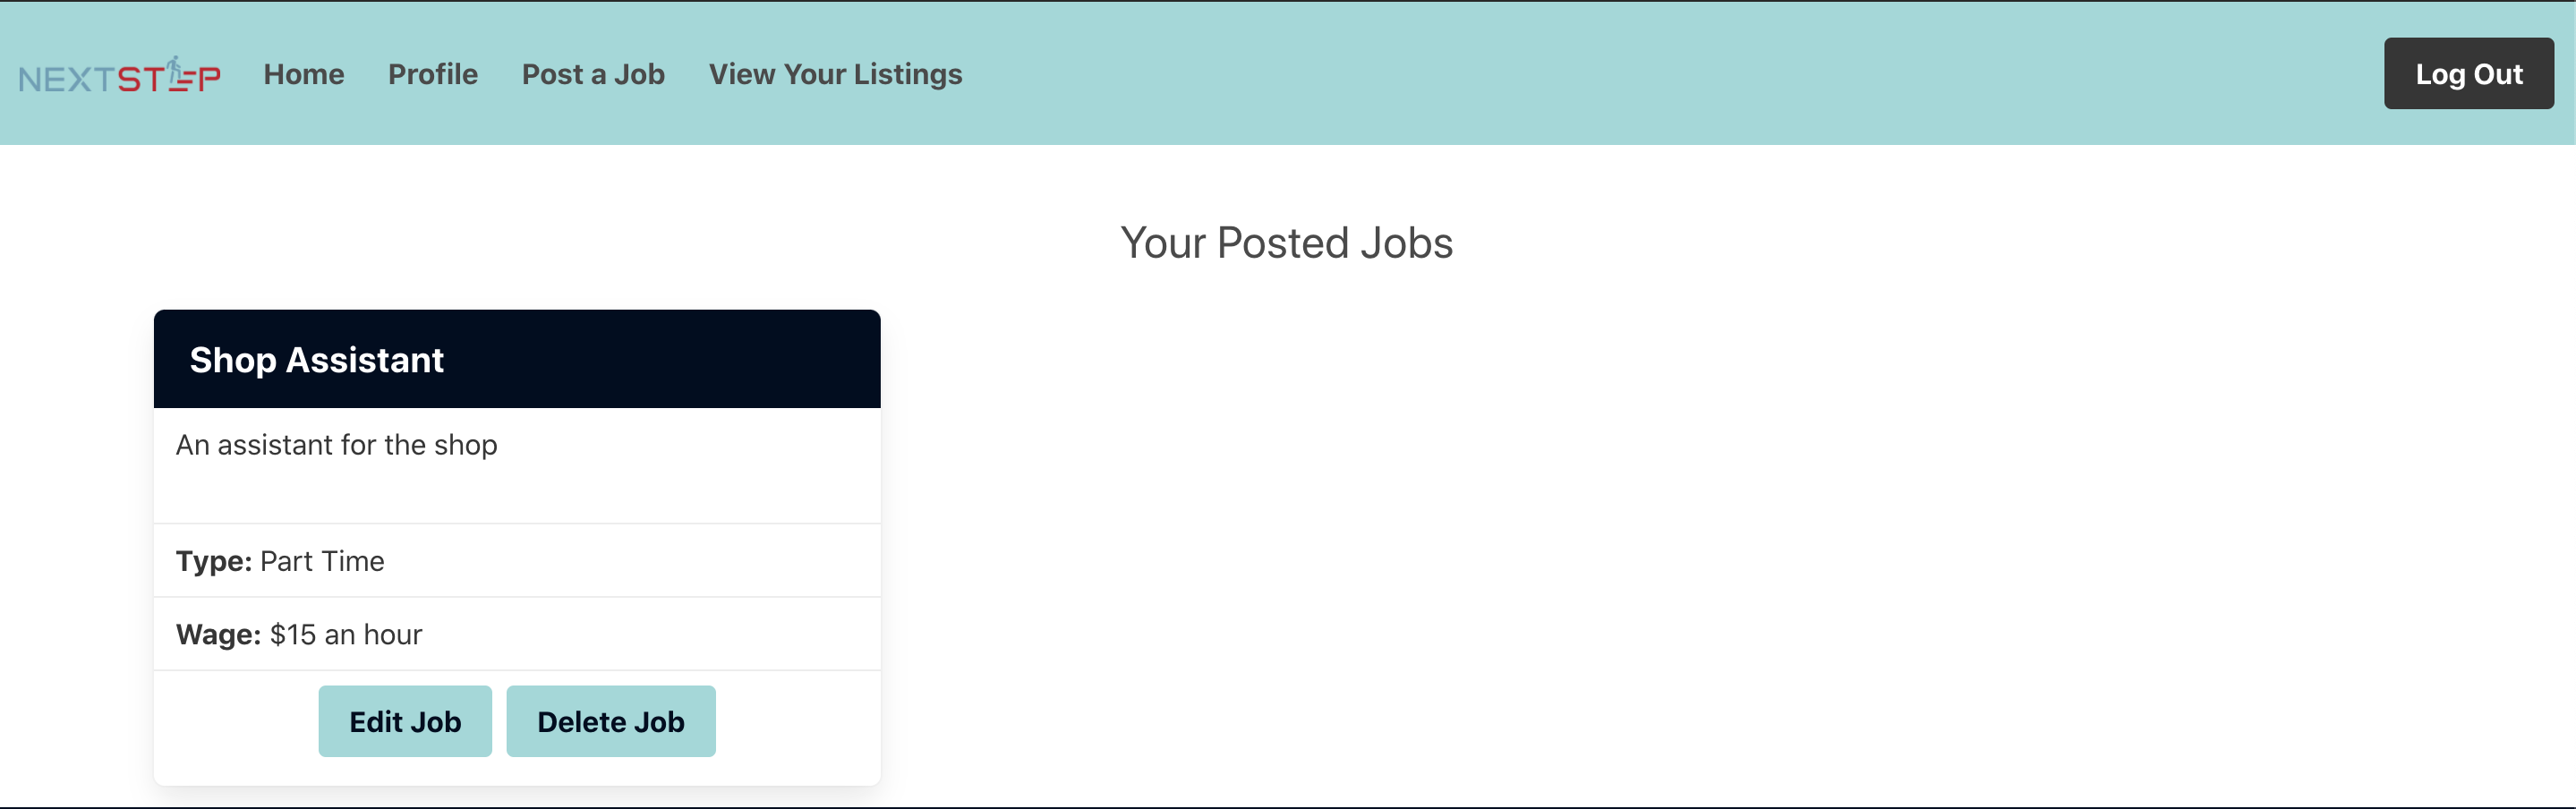 NEXTSTEP Home Profile Post a Job View Your Listings Log Out
Your Posted Jobs
Shop Assistant
An assistant for the shop
Type: Part Time
Wage: $15 an hour
Edit Job Delete Job